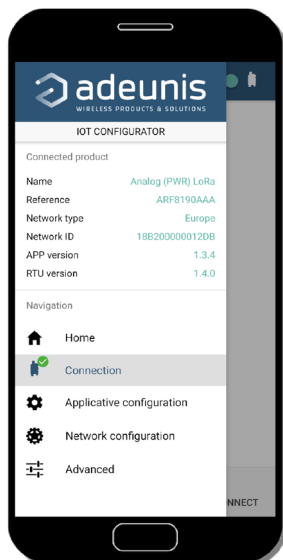 adeunis
WIRELESS PRODUCTS & SOLUTIONS
IOT CONFIGURATOR
Connected product
Name Analog (PWR) LoRa
Reference ARF8190AAA
Network type Europe
Network ID 18B200000012DB
APP version 1.3.4
RTU version 1.4.0
Navigation
Home
Connection
Applicative configuration
Network configuration
Advanced
NNECT